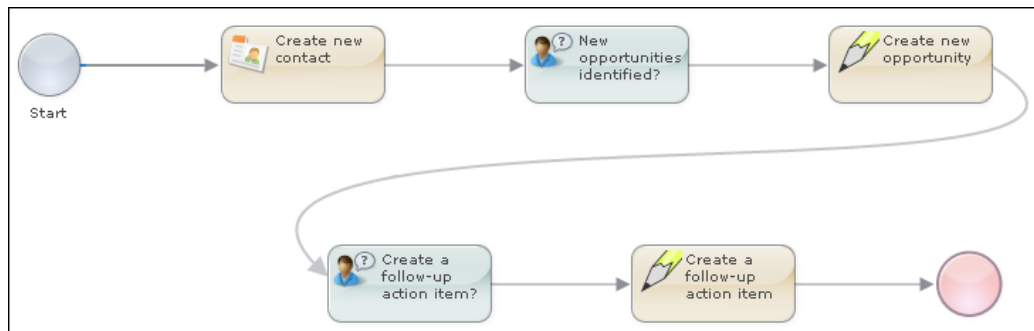 Start
Create new
contact
New
opportunities
identified?
Create new
opportunity
Create a
follow-up
action item?
Create a
follow-up
action item